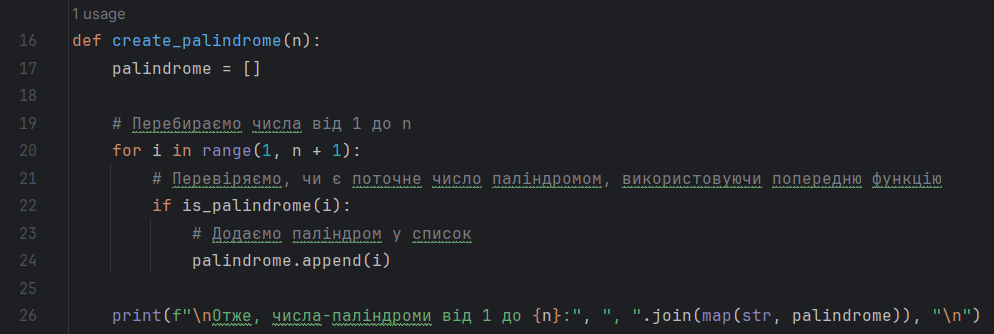 1 usage
16 def create_palindrome(n):
17     palindrome = []
18
19     # Перебираємо числа від 1 до n
20     for i in range(1, n + 1):
21         # Перевіряємо, чи є поточне число паліндромом, використовуючи попередню функцію
22         if is_palindrome(i):
23             # Додаємо паліндром у список
24             palindrome.append(i)
25
26     print(f"\nОтже, числа-паліндроми від 1 до {n}:", ", ".join(map(str, palindrome)), "\n")